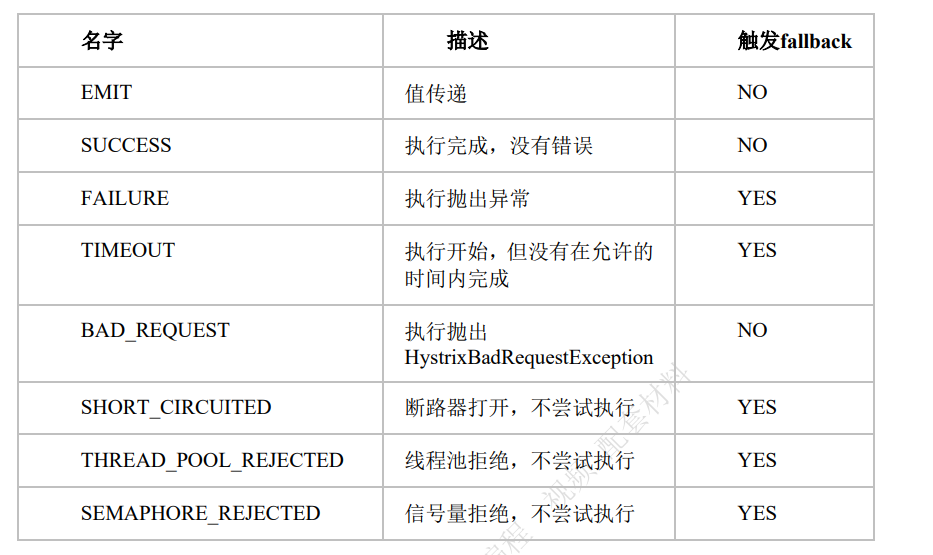 名字 描述 触发fallback
EMIT 值传递 NO
SUCCESS 执行完成，没有错误 NO
FAILURE 执行抛出异常 YES
TIMEOUT 执行开始，但没有在允许的 YES
时间内完成
BAD_REQUEST 执行抛出 NO
HystrixBadRequestException
SHORT_CIRCUITED 断路器打开，不尝试执行 YES
THREAD_POOL_REJECTED 线程池拒绝，不尝试执行 YES
SEMAPHORE_REJECTED 信号量拒绝，不尝试执行 YES
编程 视频 配套材料